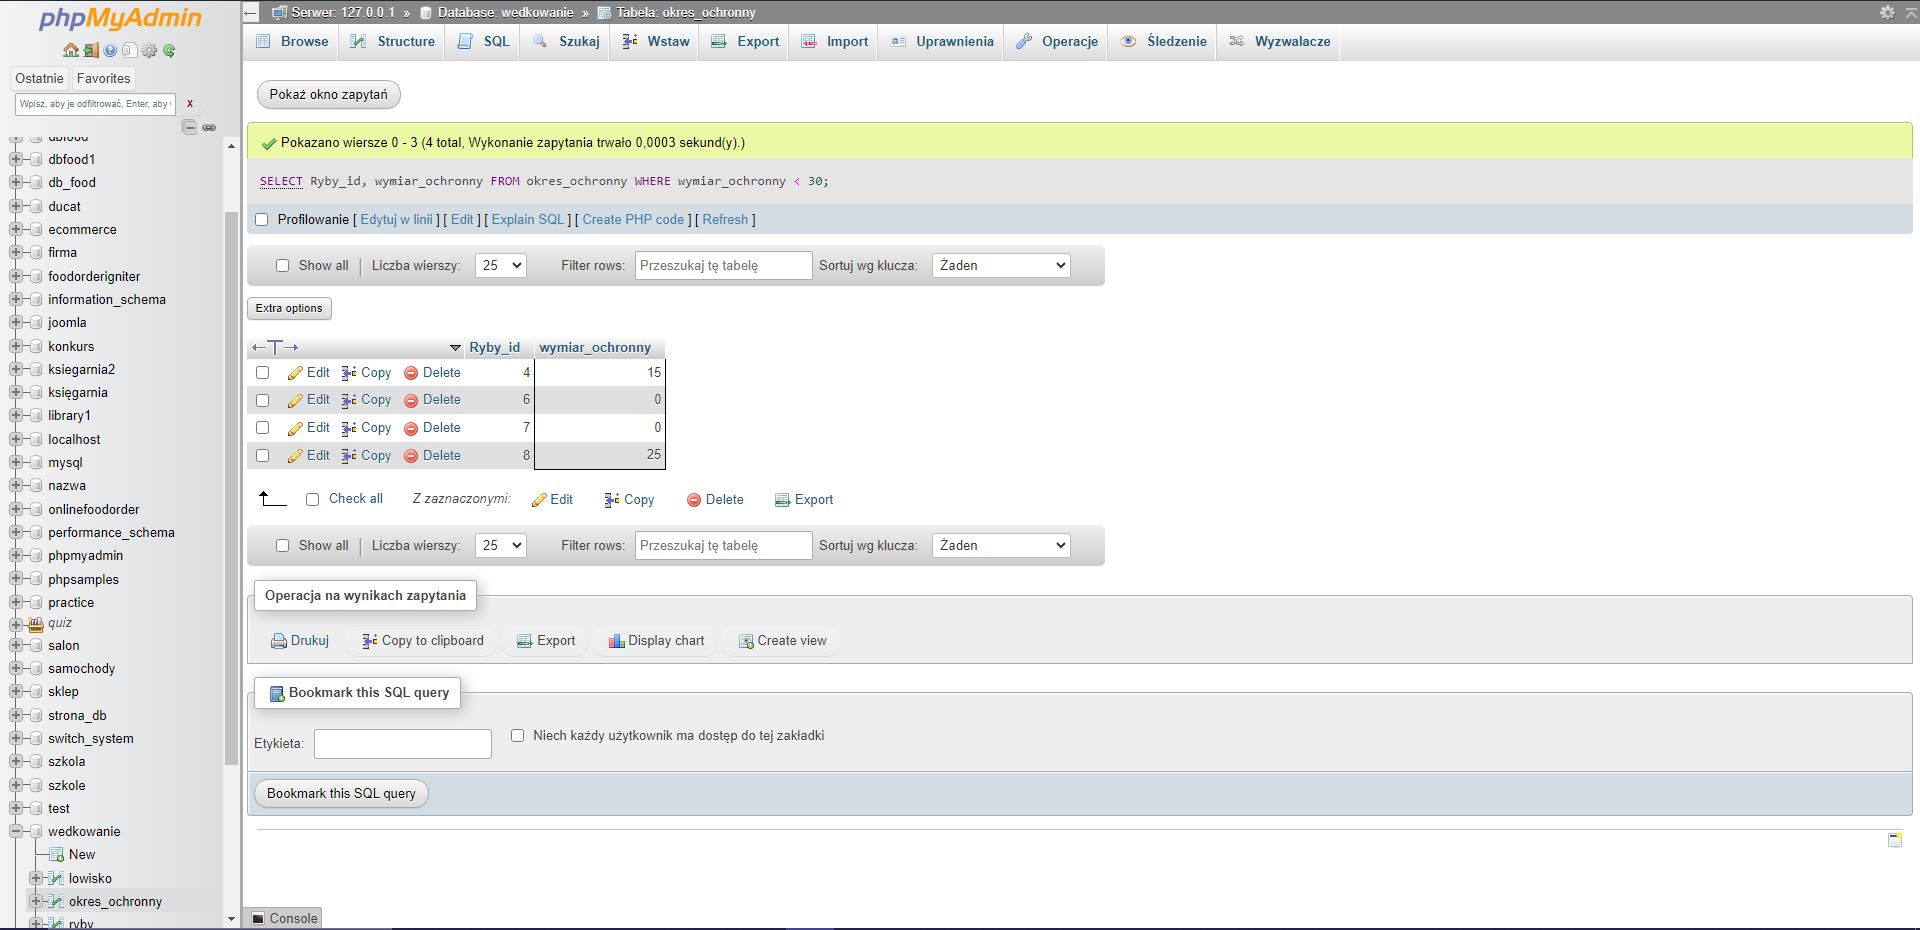 phpMyAdmin
Ostatnie Favorites
Wpisz, aby je odfiltrować, Enter, aby X
dbfood
dbfood1
db_food
ducat
ecommerce
firma
foodorderigniter
information_schema
joomla
konkurs
ksiegarnia2
księgarnia
library1
localhost
mysql
nazwa
onlinefoodorder
performance_schema
phpmyadmin
phpsamples
practice
quiz
salon
samochody
sklep
strona_db
switch_system
szkola
szkole
test
wedkowanie
New
lowisko
okres_ochronny
ryby
Serwer: 127.0.0.1 » Database: wedkowanie » Tabela: okres_ochronny
Browse Structure SQL Szukaj Wstaw Export Import Uprawnienia Operacje Śledzenie Wyzwalacze
Pokaż okno zapytań
Pokazano wiersze 0 - 3 (4 total, Wykonanie zapytania trwało 0,0003 sekund(y).)
SELECT Ryby_id, wymiar_ochronny FROM okres_ochronny WHERE wymiar_ochronny < 30;
Profilowanie [ Edytuj w linii ] [ Edit ] [ Explain SQL ] [ Create PHP code ] [ Refresh ]
Show all Liczba wierszy: 25 Filter rows: Przeszukaj tę tabelę Sortuj wg klucza: Żaden
Extra options
←T→ Ryby_id wymiar_ochronny
Edit Copy Delete 4 15
Edit Copy Delete 6 0
Edit Copy Delete 7 0
Edit Copy Delete 8 25
Check all Z zaznaczonymi: Edit Copy Delete Export
Show all Liczba wierszy: 25 Filter rows: Przeszukaj tę tabelę Sortuj wg klucza: Żaden
Operacja na wynikach zapytania
Drukuj Copy to clipboard Export Display chart Create view
Bookmark this SQL query
Etykieta: Niech każdy użytkownik ma dostęp do tej zakładki
Bookmark this SQL query
Console